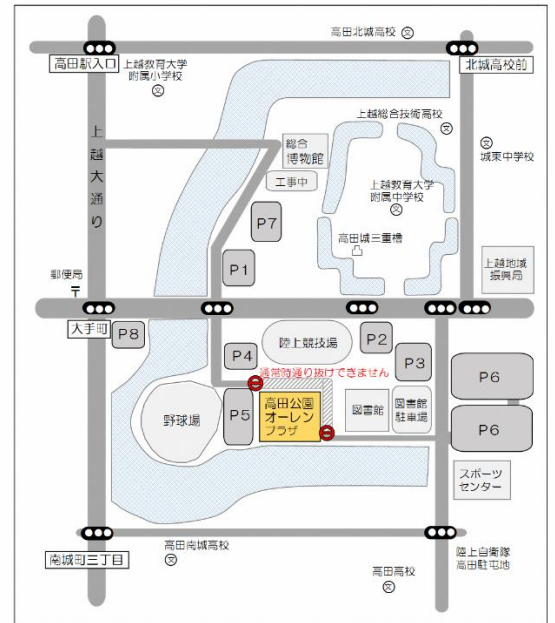 高田北城高校
高田駅入口
上越教育大学
附属小学校
北城高校前
上越大通り
上越総合技術高校
総合
博物館
城東中学校
工事中
上越教育大学
附属中学校
P7
高田城三重櫓
P1
上越地域
振興局
郵便局
〒
大手町
P8
陸上競技場
P2
P4
P3
通常時通り抜けできません
P6
野球場
P5
高田公園
オーレン
プラザ
図書館
図書館
駐車場
P6
スポーツ
センター
南城町三丁目
高田南城高校
陸上自衛隊
高田駐屯地
高田高校